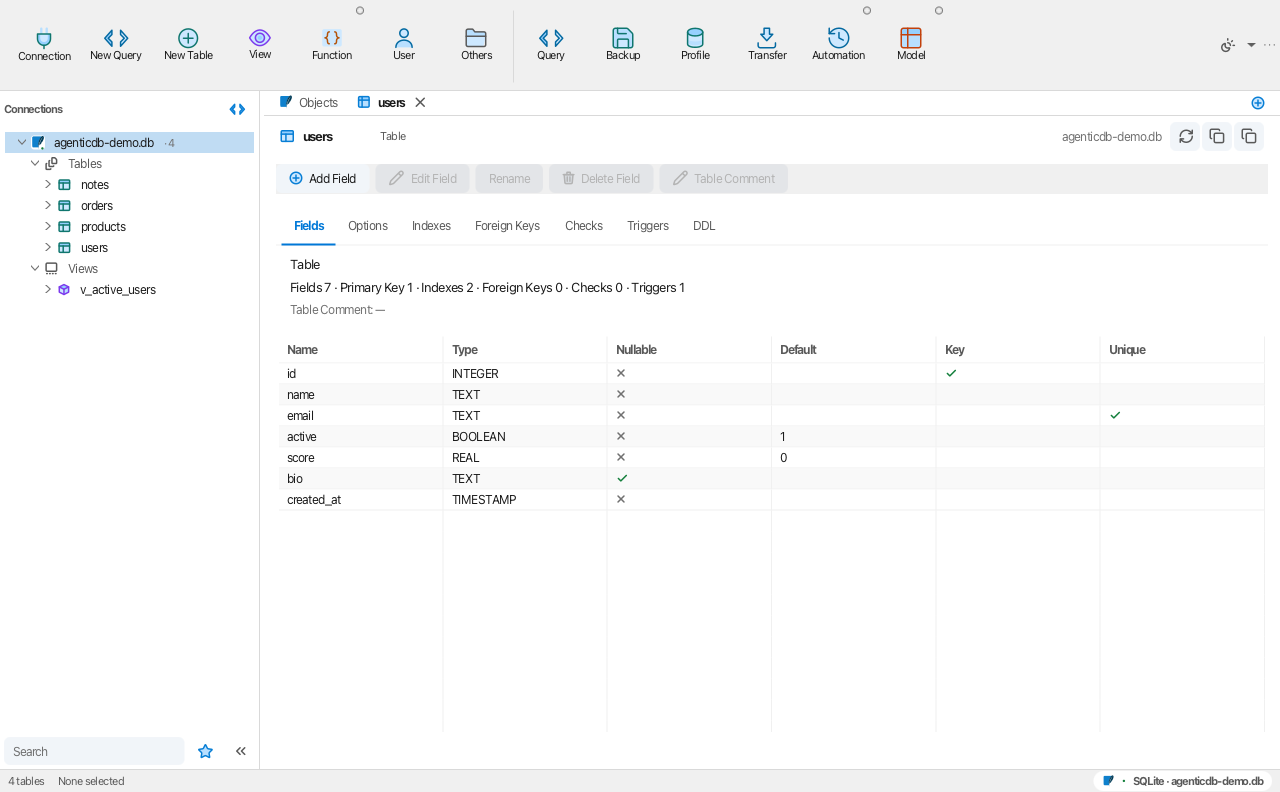 Connection
New Query
New Table
View
Function
User
Others
Query
Backup
Profile
Transfer
Automation
Model
Connections
agenticdb-demo.db · 4
Tables
notes
orders
products
users
Views
v_active_users
Search
Objects
users
users
Table
agenticdb-demo.db
Add Field
Edit Field
Rename
Delete Field
Table Comment
Fields
Options
Indexes
Foreign Keys
Checks
Triggers
DDL
Table
Fields 7 · Primary Key 1 · Indexes 2 · Foreign Keys 0 · Checks 0 · Triggers 1
Table Comment: —
Name Type Nullable Default Key Unique
id INTEGER
name TEXT
email TEXT
active BOOLEAN 1
score REAL 0
bio TEXT
created_at TIMESTAMP
4 tables
None selected
· SQLite · agenticdb-demo.db